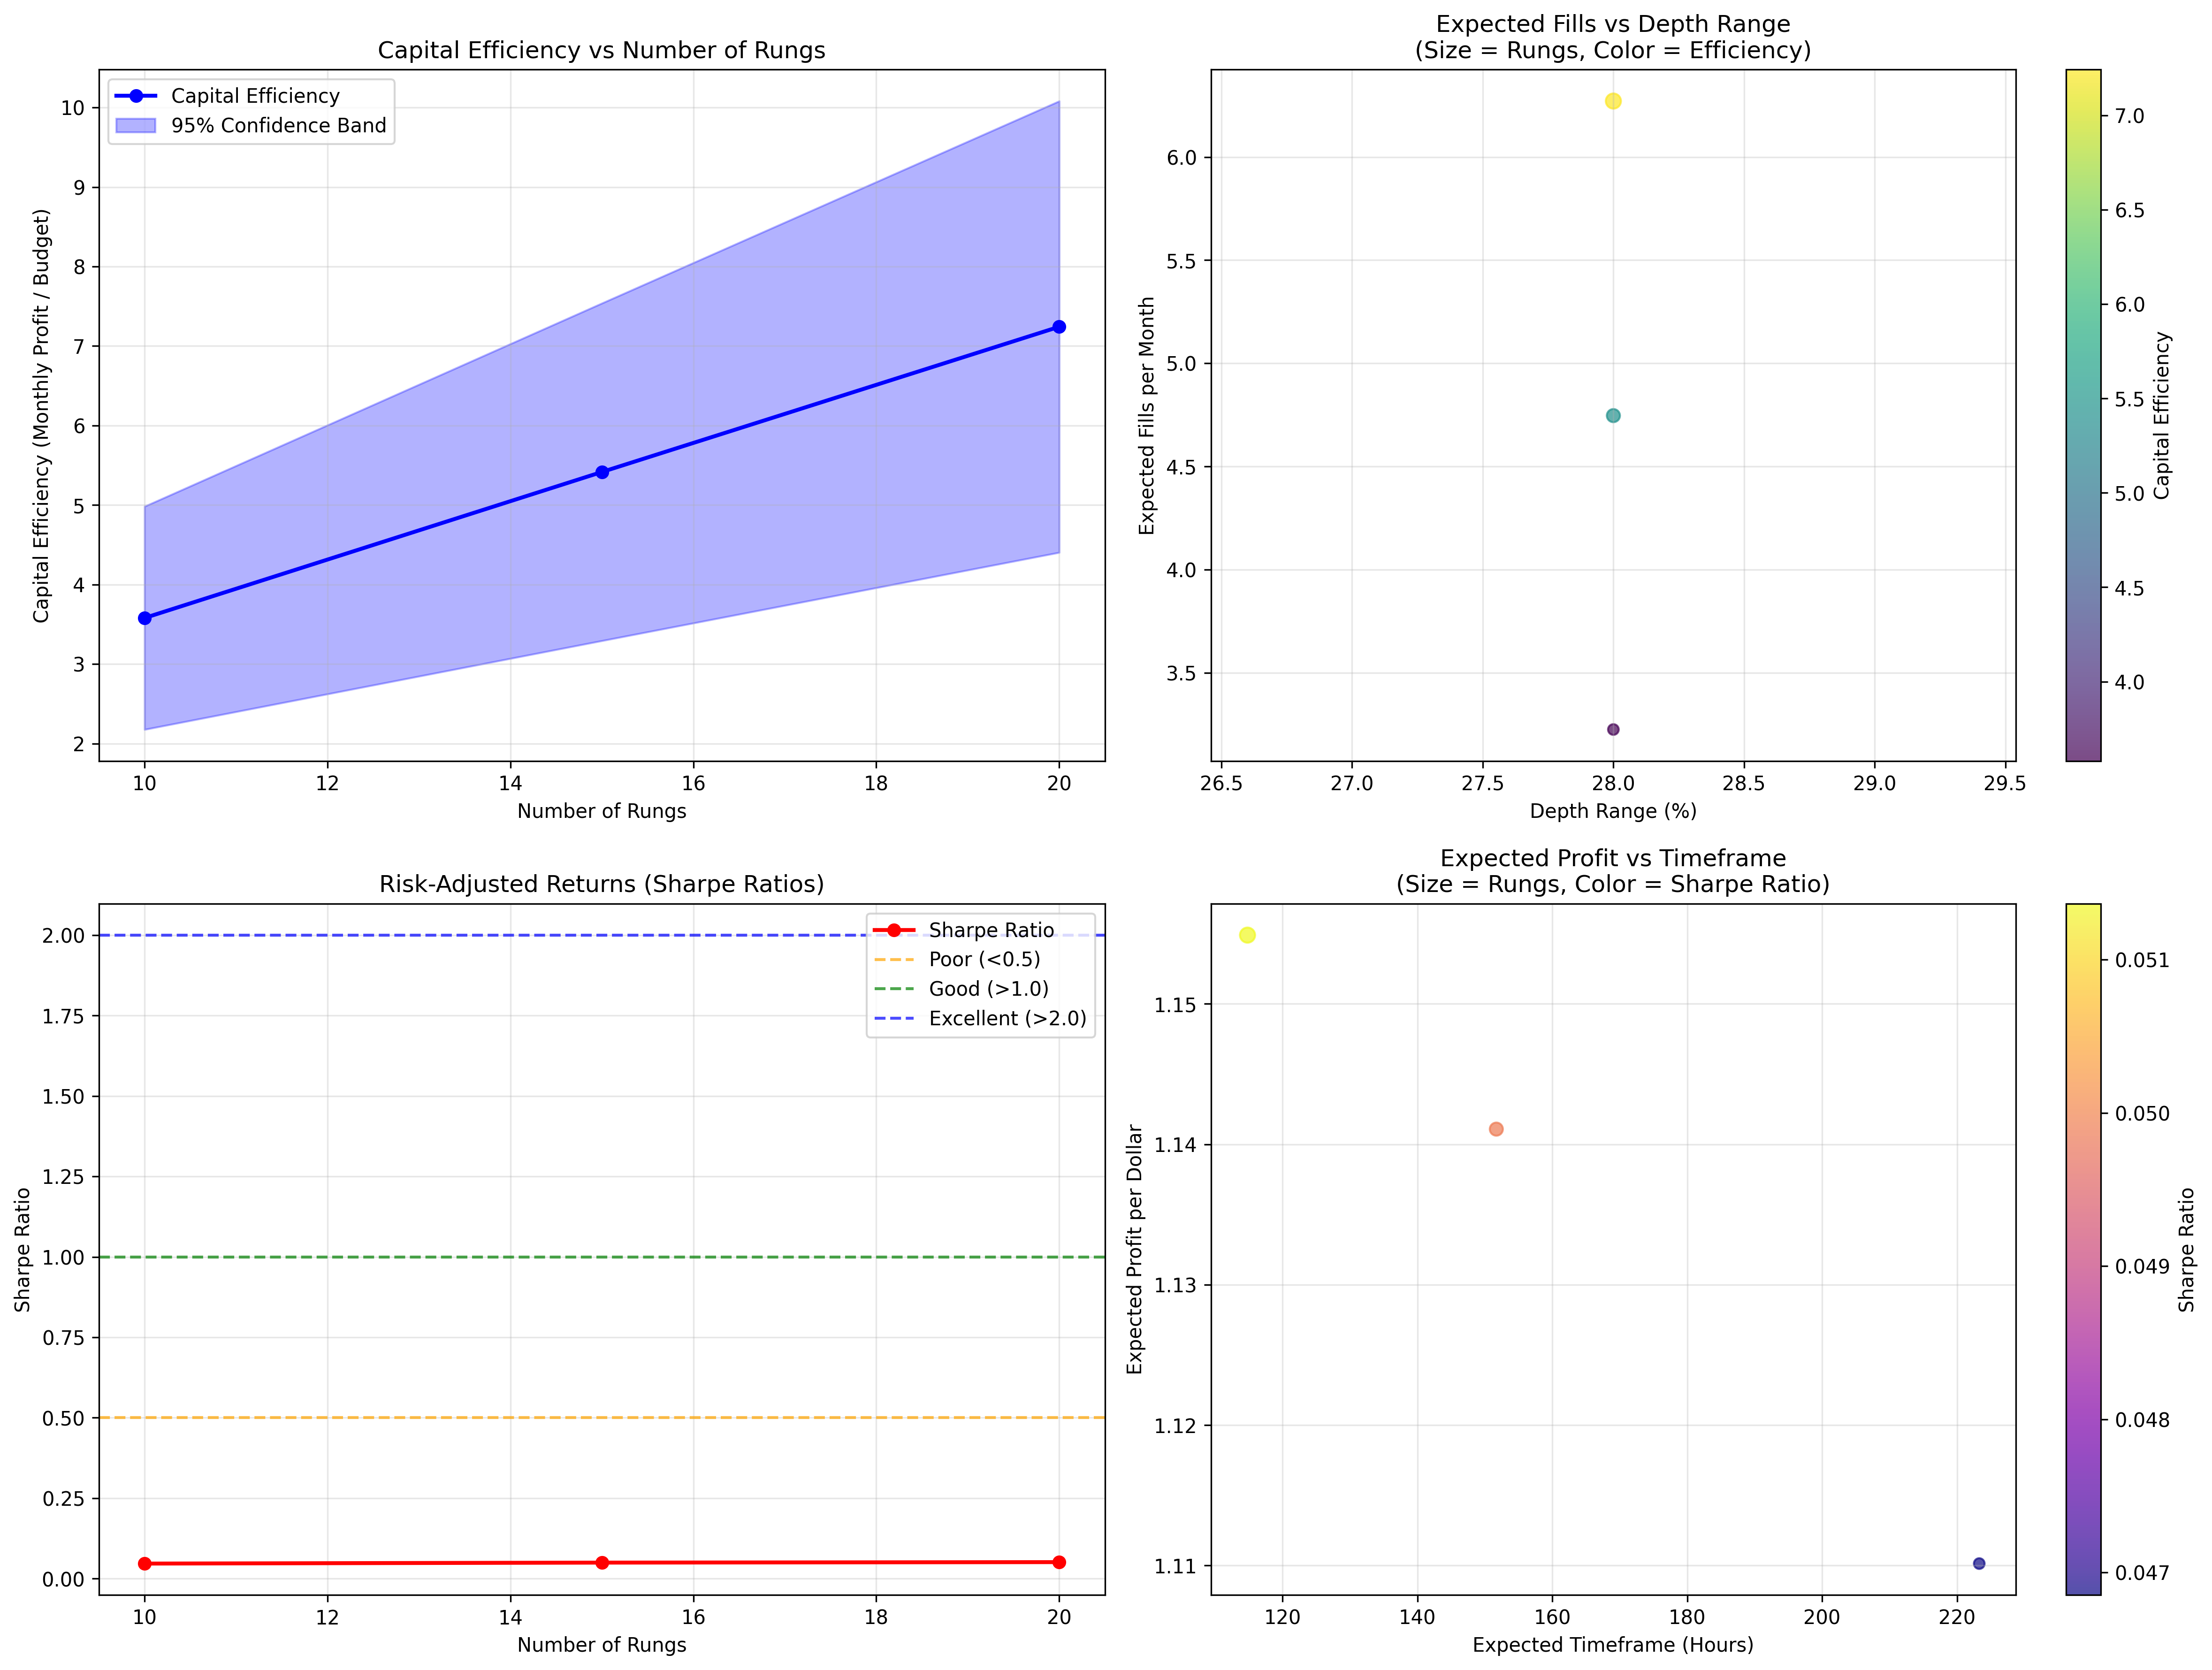 Capital Efficiency vs Number of Rungs
Capital Efficiency
95% Confidence Band
Capital Efficiency (Monthly Profit / Budget)
10
9
8
7
6
5
4
3
2
10 12 14 16 18 20
Number of Rungs
Expected Fills vs Depth Range
(Size = Rungs, Color = Efficiency)
Expected Fills per Month
6.0
5.5
5.0
4.5
4.0
3.5
26.5 27.0 27.5 28.0 28.5 29.0 29.5
Depth Range (%)
7.0
6.5
6.0
5.5
5.0
4.5
4.0
Capital Efficiency
Risk-Adjusted Returns (Sharpe Ratios)
Sharpe Ratio
Poor (<0.5)
Good (>1.0)
Excellent (>2.0)
Sharpe Ratio
2.00
1.75
1.50
1.25
1.00
0.75
0.50
0.25
0.00
10 12 14 16 18 20
Number of Rungs
Expected Profit vs Timeframe
(Size = Rungs, Color = Sharpe Ratio)
Expected Profit per Dollar
1.15
1.14
1.13
1.12
1.11
120 140 160 180 200 220
Expected Timeframe (Hours)
0.051
0.050
0.049
0.048
0.047
Sharpe Ratio